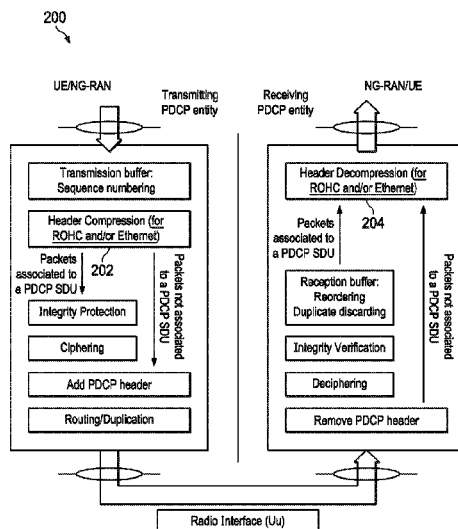 200
UE/NG-RAN
Transmitting
PDCP entity
Receiving
PDCP entity
NG-RAN/UE
Transmission buffer:
Sequence numbering
Header Compression (for
ROHC and/or Ethernet)
202
Packets
associated to
a PDCP SDU
Packets not associated
to a PDCP SDU
Integrity Protection
Ciphering
Add PDCP header
Routing/Duplication
Header Decompression (for
ROHC and/or Ethernet)
204
Packets
associated to
a PDCP SDU
Packets not associated
to a PDCP SDU
Reception buffer:
Reordering
Duplicate discarding
Integrity Verification
Deciphering
Remove PDCP header
Radio Interface (Uu)